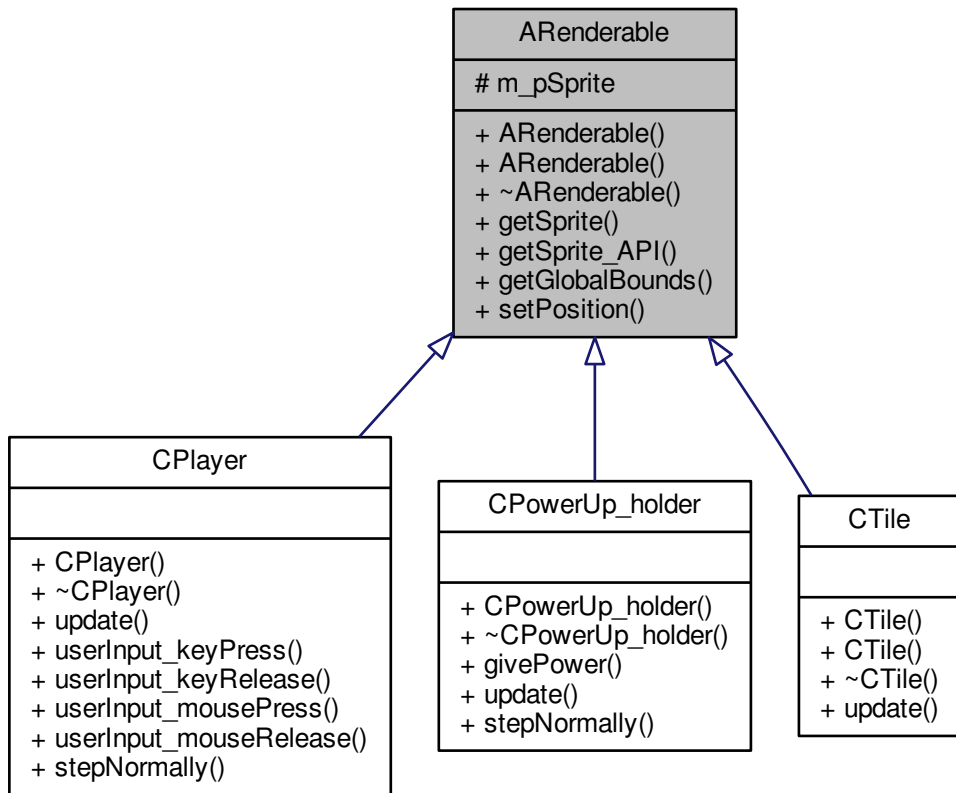 ARenderable
# m_pSprite
+ ARenderable()
+ ARenderable()
+ ~ARenderable()
+ getSprite()
+ getSprite_API()
+ getGlobalBounds()
+ setPosition()
CPlayer
+ CPlayer()
+ ~CPlayer()
+ update()
+ userInput_keyPress()
+ userInput_keyRelease()
+ userInput_mousePress()
+ userInput_mouseRelease()
+ stepNormally()
CPowerUp_holder
+ CPowerUp_holder()
+ ~CPowerUp_holder()
+ givePower()
+ update()
+ stepNormally()
CTile
+ CTile()
+ CTile()
+ ~CTile()
+ update()